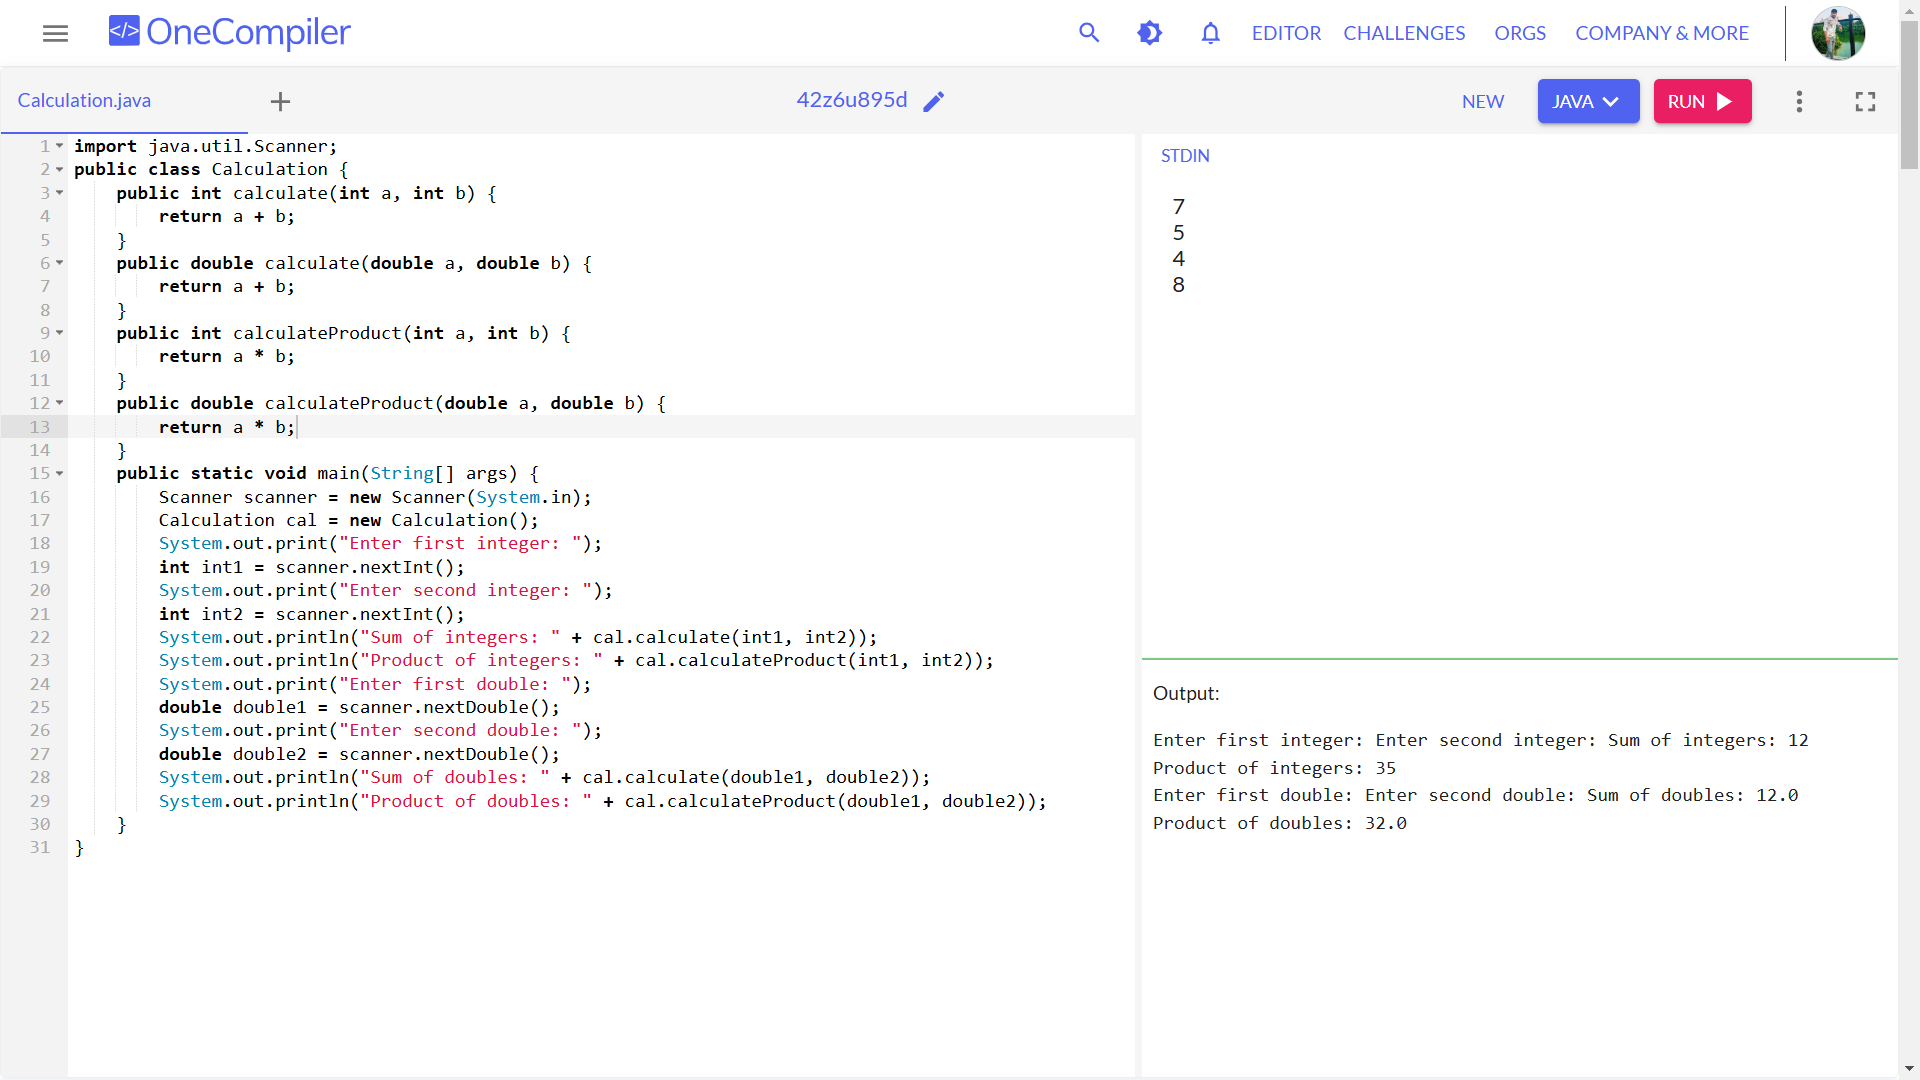 </> OneCompiler
EDITOR CHALLENGES ORGS COMPANY & MORE
Calculation.java
42z6u895d
NEW JAVA RUN
1 import java.util.Scanner;
2 public class Calculation {
3     public int calculate(int a, int b) {
4         return a + b;
5     }
6     public double calculate(double a, double b) {
7         return a + b;
8     }
9     public int calculateProduct(int a, int b) {
10         return a * b;
11     }
12     public double calculateProduct(double a, double b) {
13         return a * b;
14     }
15     public static void main(String[] args) {
16         Scanner scanner = new Scanner(System.in);
17         Calculation cal = new Calculation();
18         System.out.print("Enter first integer: ");
19         int int1 = scanner.nextInt();
20         System.out.print("Enter second integer: ");
21         int int2 = scanner.nextInt();
22         System.out.println("Sum of integers: " + cal.calculate(int1, int2));
23         System.out.println("Product of integers: " + cal.calculateProduct(int1, int2));
24         System.out.print("Enter first double: ");
25         double double1 = scanner.nextDouble();
26         System.out.print("Enter second double: ");
27         double double2 = scanner.nextDouble();
28         System.out.println("Sum of doubles: " + cal.calculate(double1, double2));
29         System.out.println("Product of doubles: " + cal.calculateProduct(double1, double2));
30     }
31 }
STDIN
7
5
4
8
Output:
Enter first integer: Enter second integer: Sum of integers: 12
Product of integers: 35
Enter first double: Enter second double: Sum of doubles: 12.0
Product of doubles: 32.0